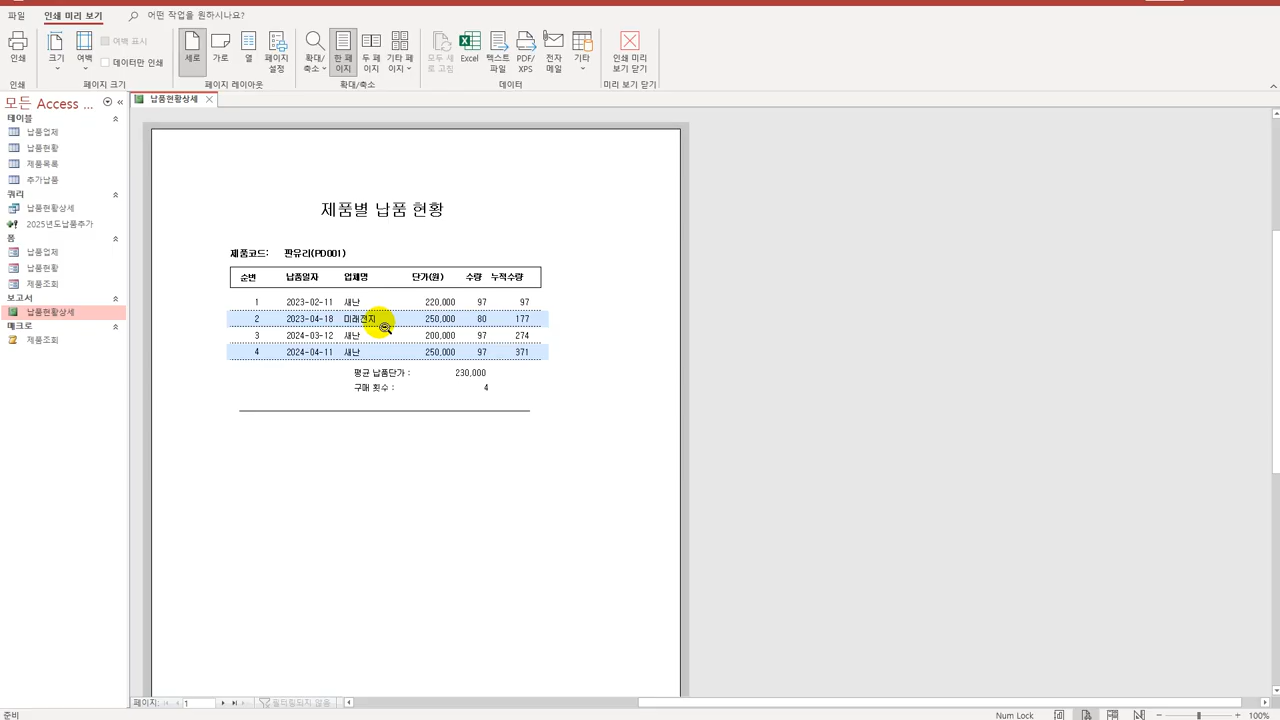 파일 인쇄 미리 보기 어떤 작업을 원하시나요?
인쇄 크기 여백 여백 표시 데이터만 인쇄 세로 가로 열 페이지 설정 확대/축소 한 페이지 두 페이지 기타 페이지 모두 새로 고침 Excel 텍스트 파일 PDF/XPS 전자 메일 기타 인쇄 미리 보기 닫기
인쇄 페이지 크기 페이지 레이아웃 확대/축소 데이터 미리 보기 닫기
모든 Access ...
테이블
납품업체
납품현황
제품목록
추가납품
쿼리
납품현황상세
2025년도납품추가
폼
납품업체
납품현황
제품조회
보고서
납품현황상세
매크로
제품조회
납품현황상세
제품별 납품 현황
제품코드: 판유리(PD001)
순번 납품일자 업체명 단가(원) 수량 누적수량
1 2023-02-11 새난 220,000 97 97
2 2023-04-18 미래전지 250,000 80 177
3 2024-03-12 새난 200,000 97 274
4 2024-04-11 새난 250,000 97 371
평균 납품단가 : 230,000
구매 횟수 : 4
페이지: 1 필터링되지 않음
준비 Num Lock 100%